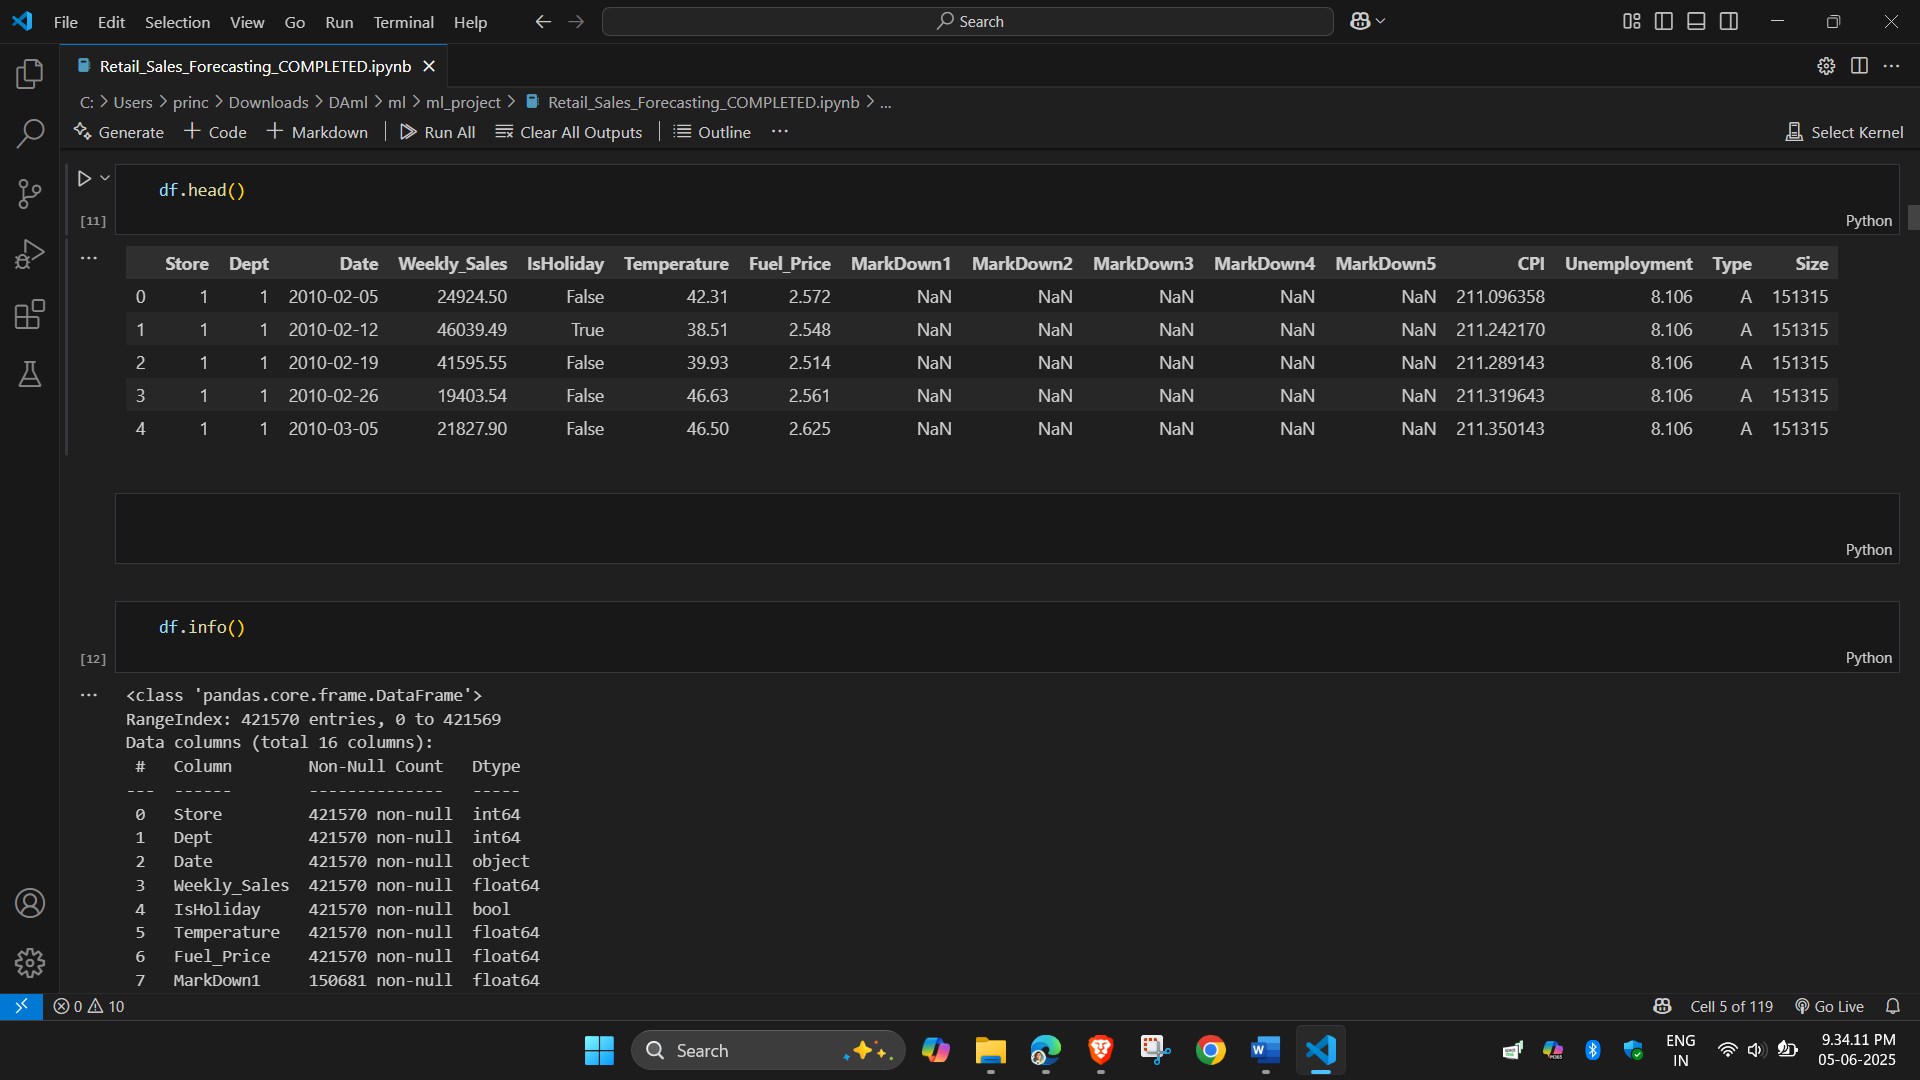 File Edit Selection View Go Run Terminal Help Search
Retail_Sales_Forecasting_COMPLETED.ipynb
C: > Users > princ > Downloads > DAml > ml > ml_project > Retail_Sales_Forecasting_COMPLETED.ipynb > ...
Generate + Code + Markdown Run All Clear All Outputs Outline ... Select Kernel
df.head()
[11] Python
Store Dept Date Weekly_Sales IsHoliday Temperature Fuel_Price MarkDown1 MarkDown2 MarkDown3 MarkDown4 MarkDown5 CPI Unemployment Type Size
0 1 1 2010-02-05 24924.50 False 42.31 2.572 NaN NaN NaN NaN NaN 211.096358 8.106 A 151315
1 1 1 2010-02-12 46039.49 True 38.51 2.548 NaN NaN NaN NaN NaN 211.242170 8.106 A 151315
2 1 1 2010-02-19 41595.55 False 39.93 2.514 NaN NaN NaN NaN NaN 211.289143 8.106 A 151315
3 1 1 2010-02-26 19403.54 False 46.63 2.561 NaN NaN NaN NaN NaN 211.319643 8.106 A 151315
4 1 1 2010-03-05 21827.90 False 46.50 2.625 NaN NaN NaN NaN NaN 211.350143 8.106 A 151315
Python
df.info()
[12] Python
<class 'pandas.core.frame.DataFrame'>
RangeIndex: 421570 entries, 0 to 421569
Data columns (total 16 columns):
# Column Non-Null Count Dtype
--- ------ -------------- -----
0 Store 421570 non-null int64
1 Dept 421570 non-null int64
2 Date 421570 non-null object
3 Weekly_Sales 421570 non-null float64
4 IsHoliday 421570 non-null bool
5 Temperature 421570 non-null float64
6 Fuel_Price 421570 non-null float64
7 MarkDown1 150681 non-null float64
0 10 Cell 5 of 119 Go Live
Search
ENG
IN
9.34.11 PM
05-06-2025